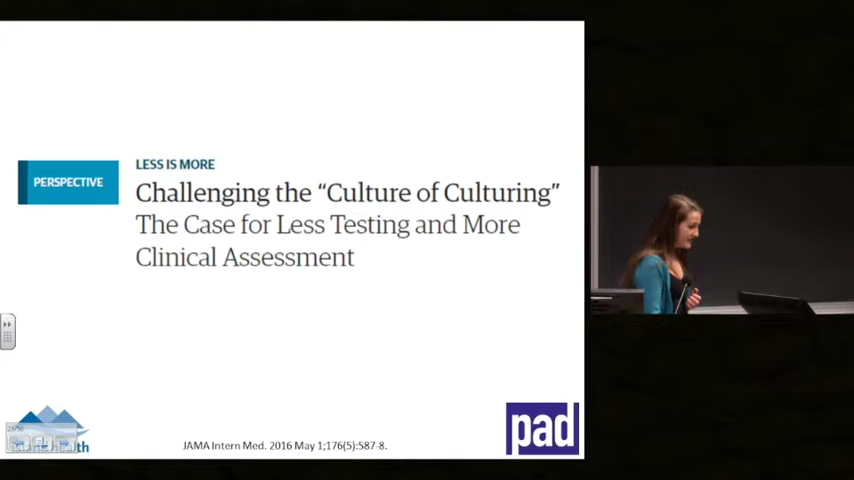 LESS IS MORE
PERSPECTIVE
Challenging the “Culture of Culturing”
The Case for Less Testing and More
Clinical Assessment
pad
JAMA Intern Med. 2016 May 1;176(5):587-8.